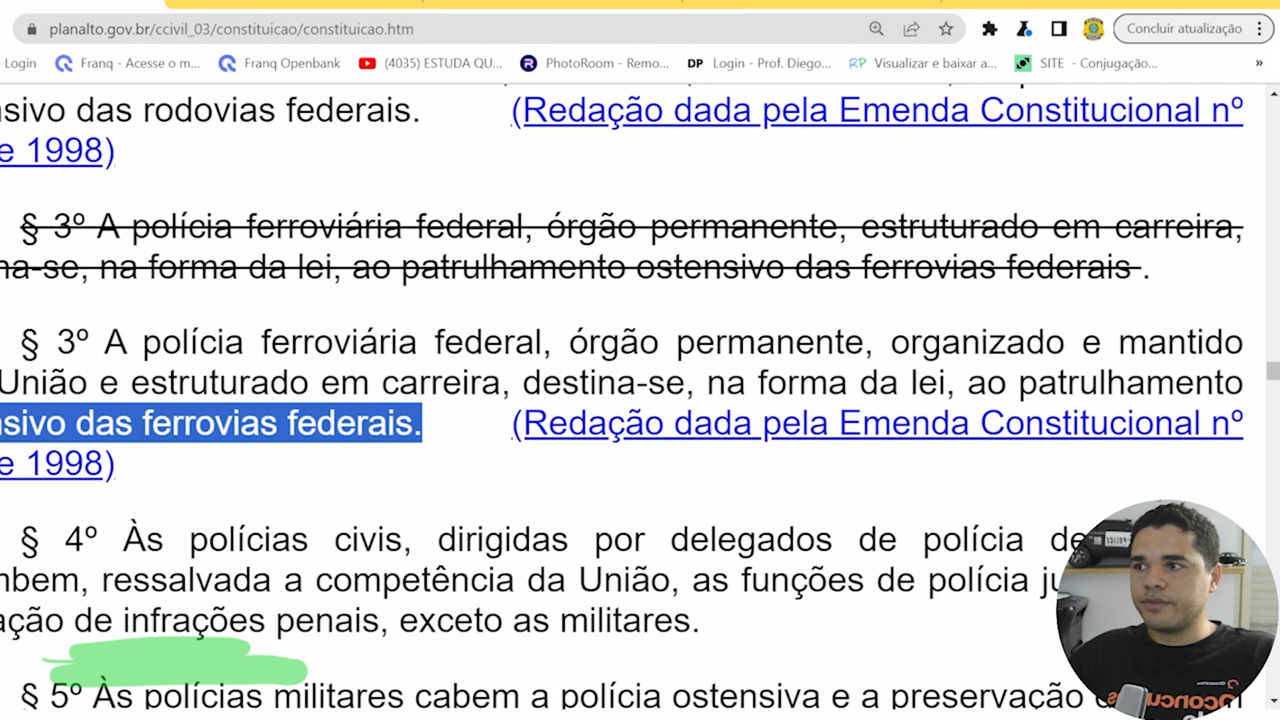 planalto.gov.br/ccivil_03/constituicao/constituicao.htm
Concluir atualização
Login
Franq - Acesse o m...
Franq Openbank
(4035) ESTUDA QU...
PhotoRoom - Remo...
DP Login - Prof. Diego...
RP Visualizar e baixar a...
SITE - Conjugação...
»
nsivo das rodovias federais. (Redação dada pela Emenda Constitucional nº
e 1998)
§ 3º A polícia ferroviária federal, órgão permanente, estruturado em carreira,
na-se, na forma da lei, ao patrulhamento ostensivo das ferrovias federais .
§ 3º A polícia ferroviária federal, órgão permanente, organizado e mantido
União e estruturado em carreira, destina-se, na forma da lei, ao patrulhamento
nsivo das ferrovias federais. (Redação dada pela Emenda Constitucional nº
e 1998)
§ 4º Às polícias civis, dirigidas por delegados de polícia de
mbem, ressalvada a competência da União, as funções de polícia ju
ação de infrações penais, exceto as militares.
§ 5º Às polícias militares cabem a polícia ostensiva e a preservação